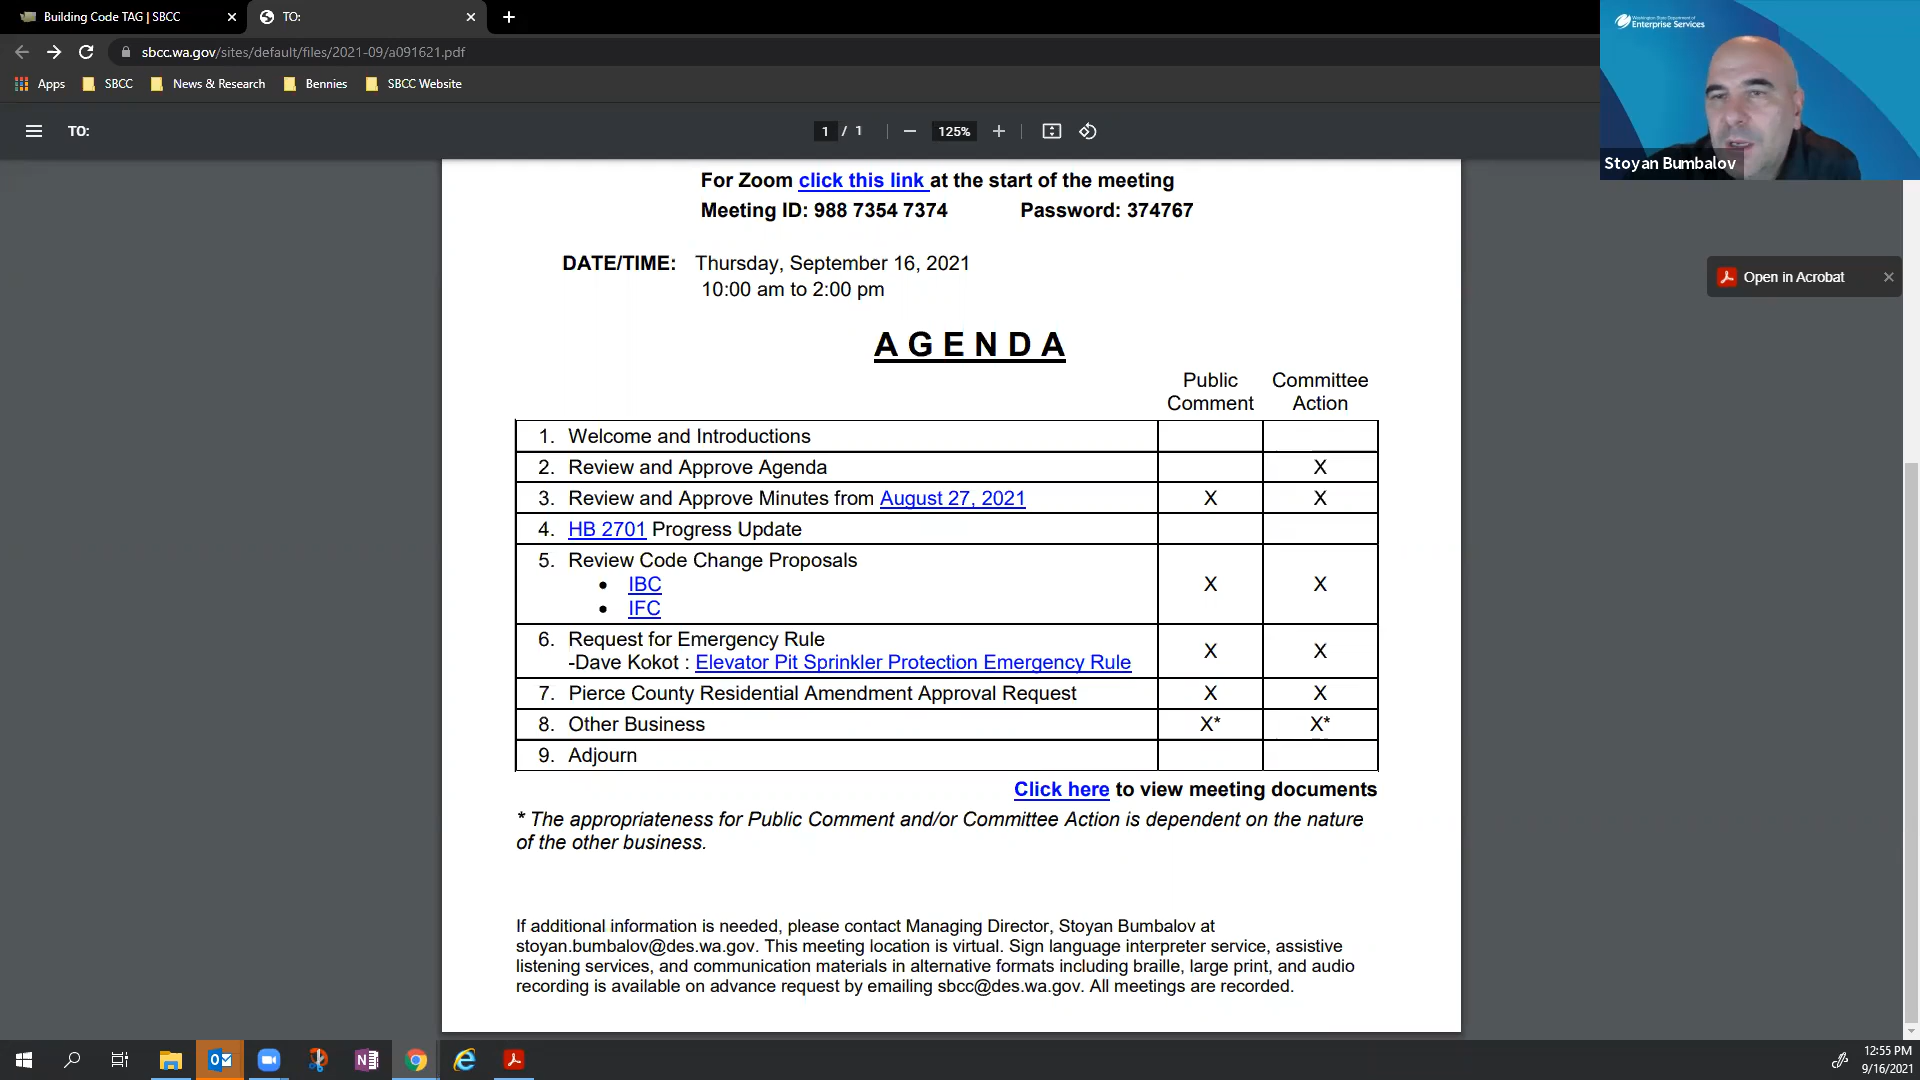 Building Code TAG | SBCC
TO:
sbcc.wa.gov/sites/default/files/2021-09/a091621.pdf
Apps SBCC News & Research Bennies SBCC Website
TO:
1 / 1 125%
Washington State Department of
Enterprise Services
Stoyan Bumbalov
Open in Acrobat
For Zoom click this link at the start of the meeting
Meeting ID: 988 7354 7374 Password: 374767
DATE/TIME: Thursday, September 16, 2021
10:00 am to 2:00 pm
AGENDA
Public Committee
Comment Action
1. Welcome and Introductions
2. Review and Approve Agenda X
3. Review and Approve Minutes from August 27, 2021 X X
4. HB 2701 Progress Update
5. Review Code Change Proposals
• IBC X X
• IFC
6. Request for Emergency Rule
-Dave Kokot : Elevator Pit Sprinkler Protection Emergency Rule X X
7. Pierce County Residential Amendment Approval Request X X
8. Other Business X* X*
9. Adjourn
Click here to view meeting documents
* The appropriateness for Public Comment and/or Committee Action is dependent on the nature
of the other business.
If additional information is needed, please contact Managing Director, Stoyan Bumbalov at
stoyan.bumbalov@des.wa.gov. This meeting location is virtual. Sign language interpreter service, assistive
listening services, and communication materials in alternative formats including braille, large print, and audio
recording is available on advance request by emailing sbcc@des.wa.gov. All meetings are recorded.
12:55 PM
9/16/2021